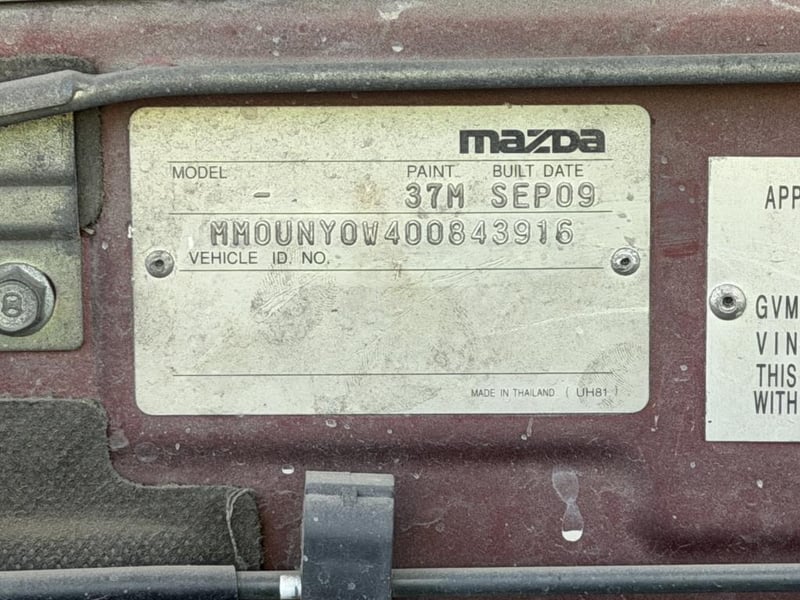 mazda
MODEL PAINT. BUILT DATE
- 37M SEP09
MM0UNY0W400843916
VEHICLE ID. NO.
MADE IN THAILAND ( UH81 )
APP
GVM
VIN
THIS
WITH